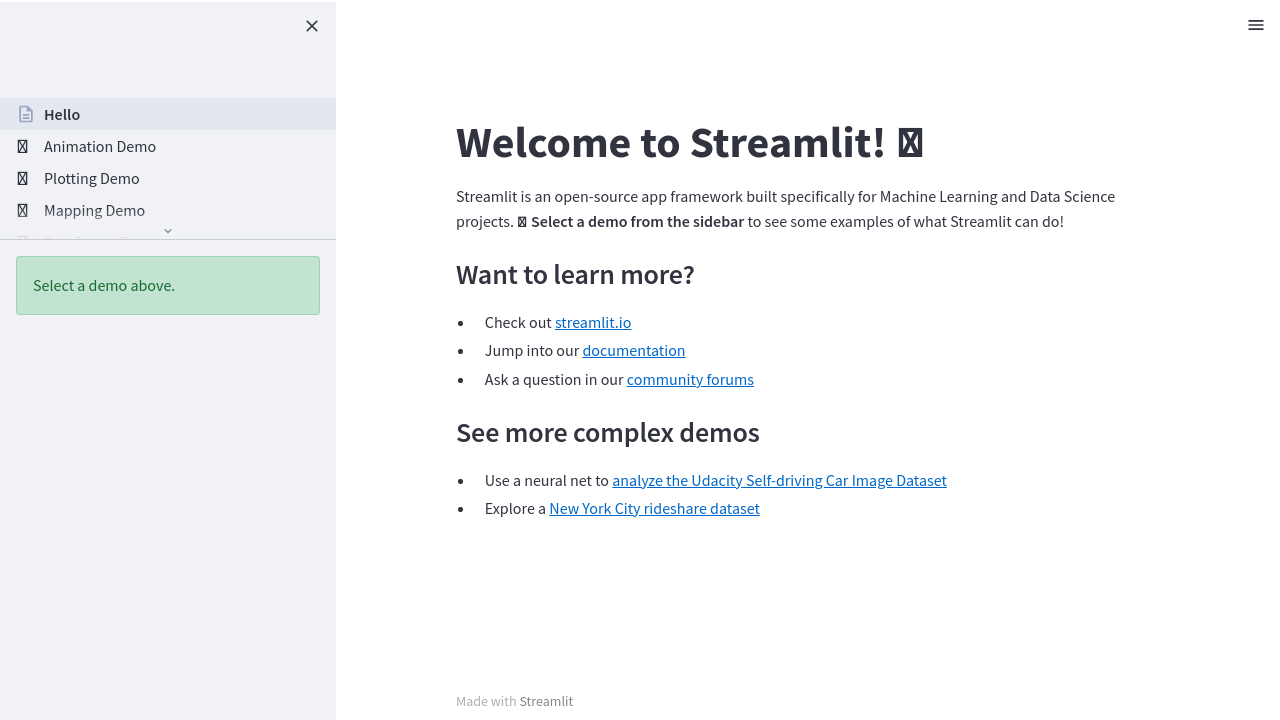 Hello
Animation Demo
Plotting Demo
Mapping Demo
Select a demo above.
Welcome to Streamlit!
Streamlit is an open-source app framework built specifically for Machine Learning and Data Science
projects. Select a demo from the sidebar to see some examples of what Streamlit can do!
Want to learn more?
Check out streamlit.io
Jump into our documentation
Ask a question in our community forums
See more complex demos
Use a neural net to analyze the Udacity Self-driving Car Image Dataset
Explore a New York City rideshare dataset
Made with Streamlit